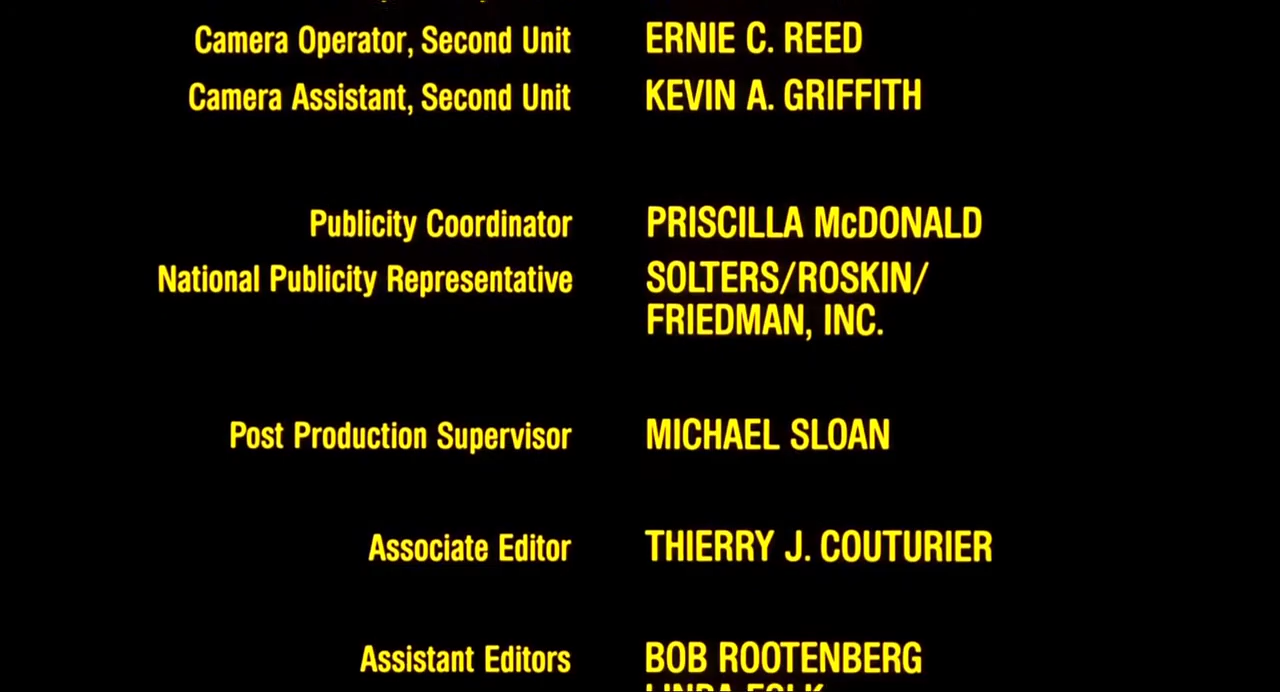 Camera Operator, Second Unit ERNIE C. REED
Camera Assistant, Second Unit KEVIN A. GRIFFITH
Publicity Coordinator PRISCILLA McDONALD
National Publicity Representative SOLTERS/ROSKIN/
FRIEDMAN, INC.
Post Production Supervisor MICHAEL SLOAN
Associate Editor THIERRY J. COUTURIER
Assistant Editors BOB ROOTENBERG